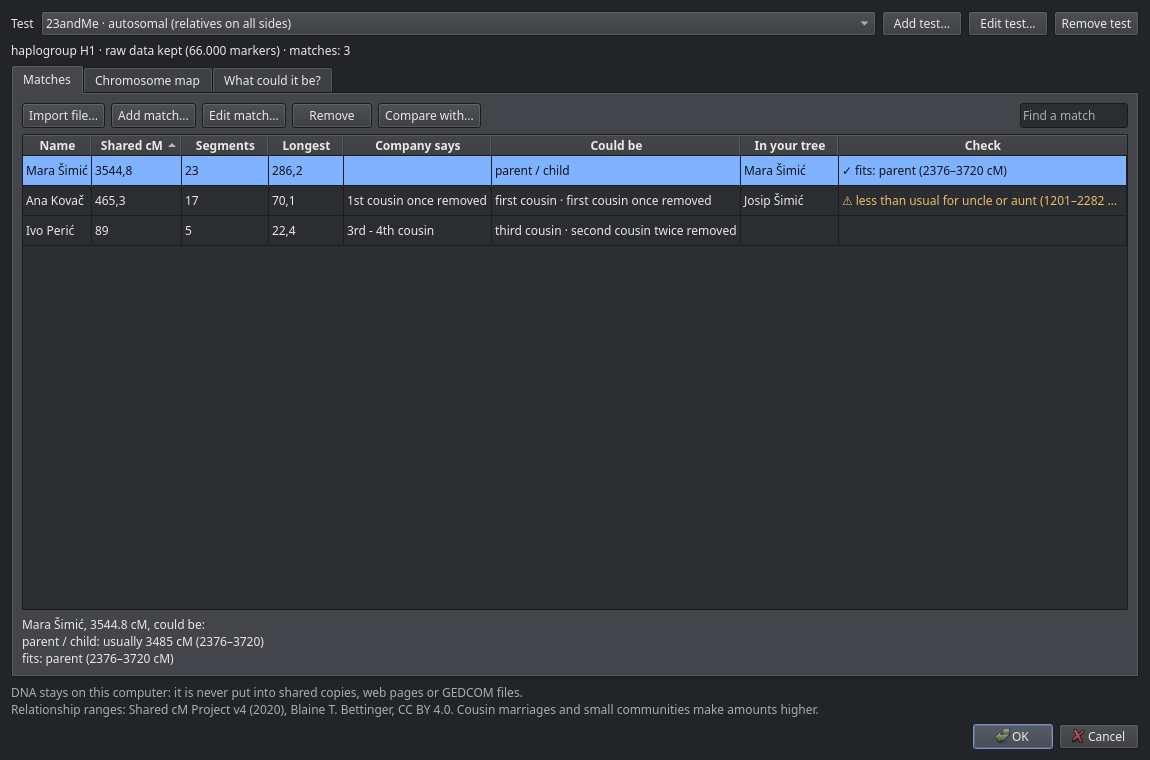 Test 23andMe · autosomal (relatives on all sides) Add test... Edit test... Remove test
haplogroup H1 · raw data kept (66.000 markers) · matches: 3
Matches Chromosome map What could it be?
Import file... Add match... Edit match... Remove Compare with... Find a match
Name Shared cM Segments Longest Company says Could be In your tree Check
Mara Šimić 3544,8 23 286,2 parent / child Mara Šimić ✓ fits: parent (2376–3720 cM)
Ana Kovač 465,3 17 70,1 1st cousin once removed first cousin · first cousin once removed Josip Šimić ⚠ less than usual for uncle or aunt (1201–2282 ...
Ivo Perić 89 5 22,4 3rd - 4th cousin third cousin · second cousin twice removed
Mara Šimić, 3544.8 cM, could be:
parent / child: usually 3485 cM (2376–3720)
fits: parent (2376–3720 cM)
DNA stays on this computer: it is never put into shared copies, web pages or GEDCOM files.
Relationship ranges: Shared cM Project v4 (2020), Blaine T. Bettinger, CC BY 4.0. Cousin marriages and small communities make amounts higher.
OK Cancel